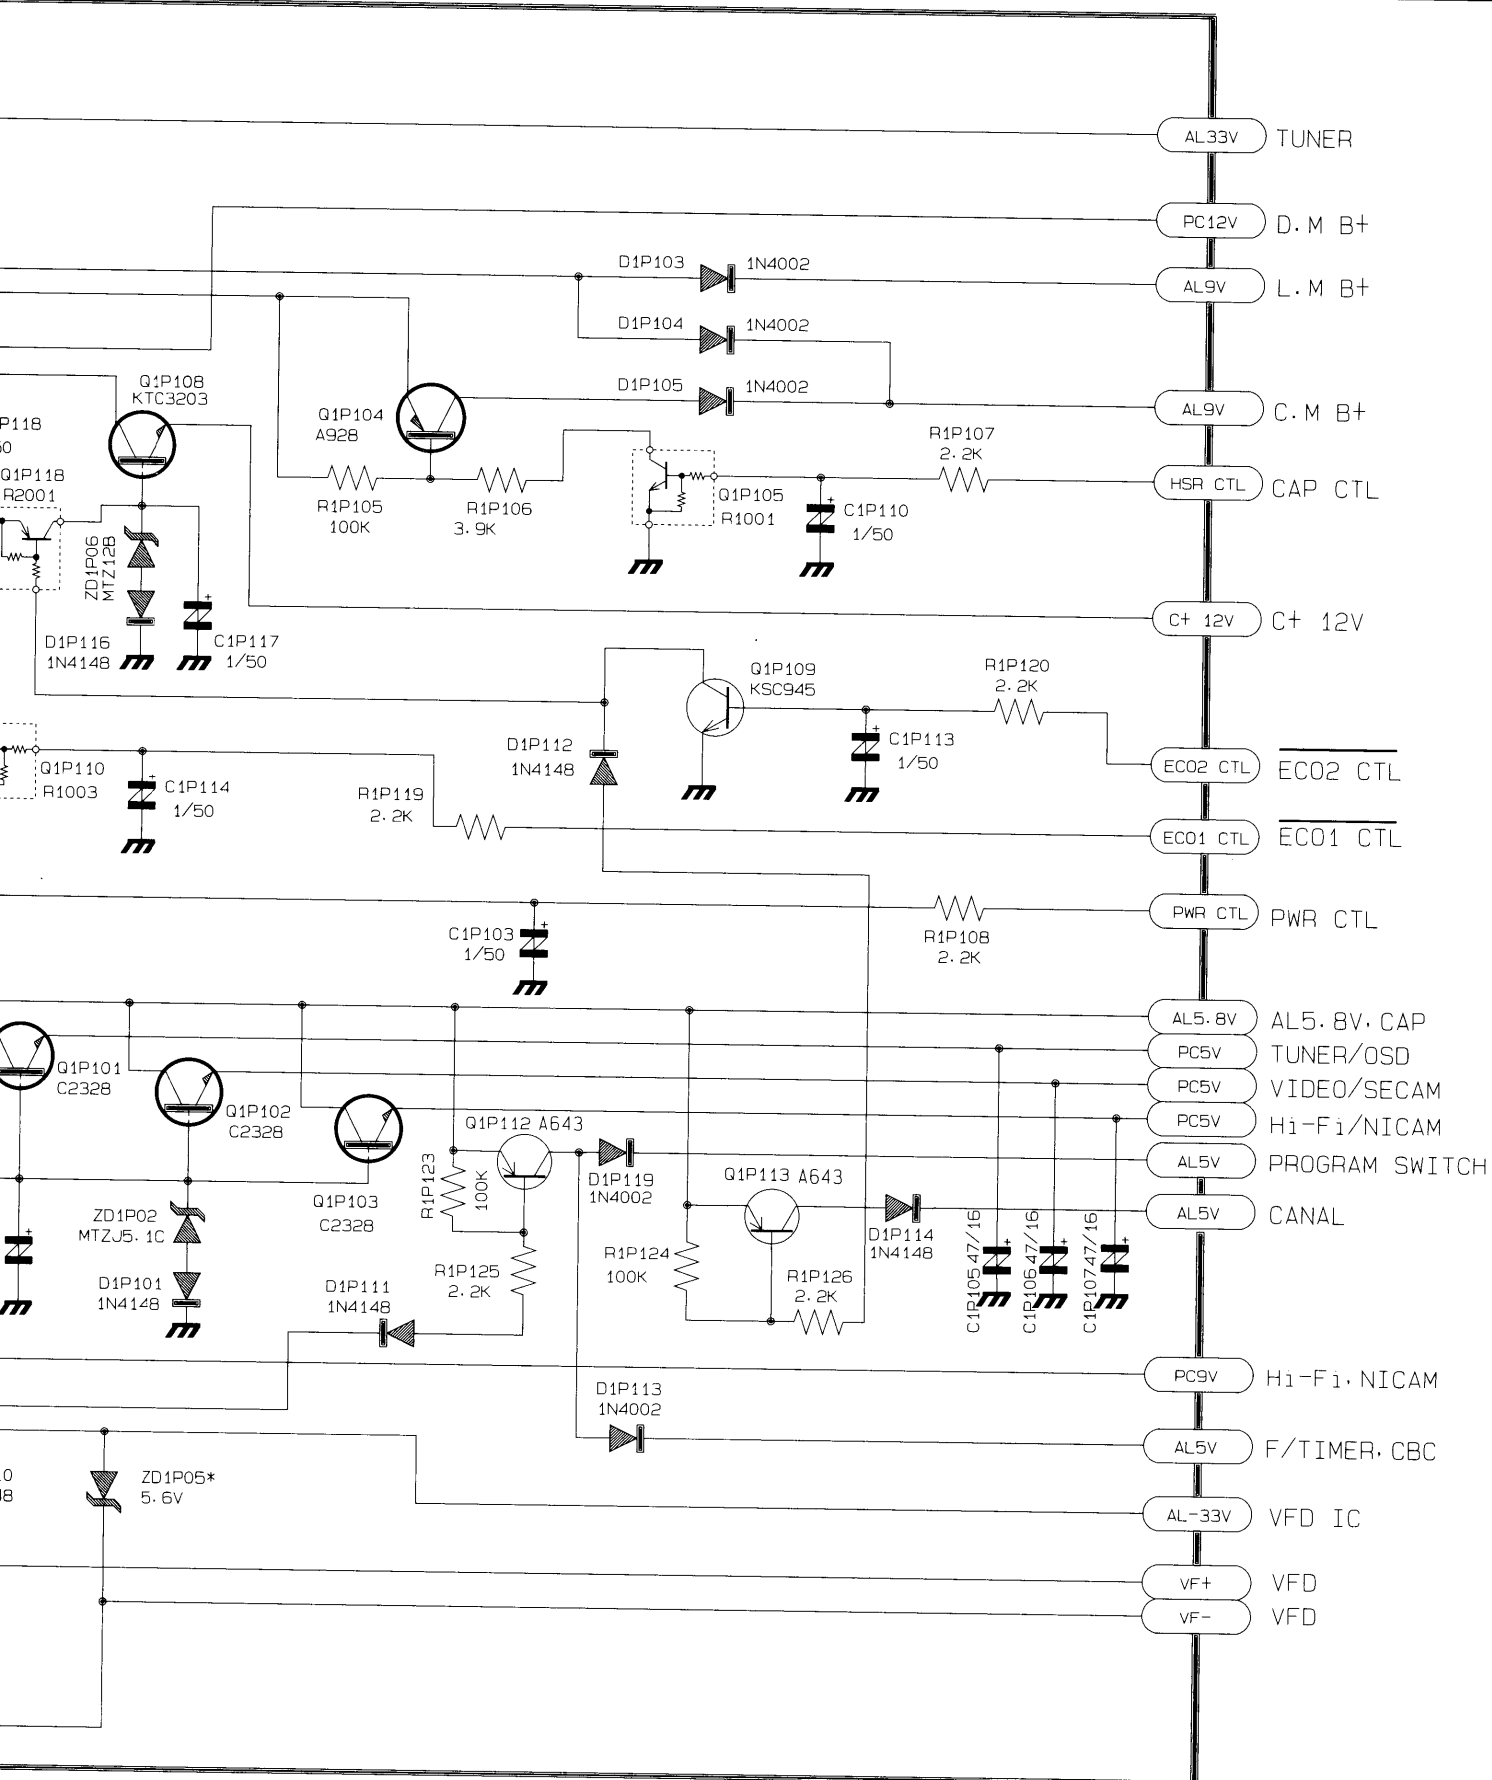 AL33V TUNER
PC12V D.M B+
D1P103 1N4002
AL9V L.M B+
D1P104 1N4002
D1P105 1N4002
AL9V C.M B+
Q1P108
KTC3203
Q1P104
A928
P118
R1P107
2.2K
Q1P118
R2001
HSR CTL CAP CTL
R1P105
100K
R1P106
3.9K
Q1P105
R1001
C1P110
1/50
ZD1P06
MTZ12B
C+ 12V C+ 12V
D1P116
1N4148
C1P117
1/50
Q1P109
KSC945
R1P120
2.2K
D1P112
1N4148
C1P113
1/50
ECO2 CTL ECO2 CTL
Q1P110
R1003
C1P114
1/50
R1P119
2.2K
ECO1 CTL ECO1 CTL
PWR CTL PWR CTL
C1P103
1/50
R1P108
2.2K
AL5.8V AL5.8V.CAP
PC5V TUNER/OSD
Q1P101
C2328
PC5V VIDEO/SECAM
Q1P102
C2328
PC5V Hi-Fi/NICAM
Q1P112 A643
AL5V PROGRAM SWITCH
R1P123
100K
D1P119
1N4002
Q1P113 A643
Q1P103
C2328
ZD1P02
MTZJ5.1C
AL5V CANAL
D1P114
1N4148
R1P124
100K
C1P105 47/16
C1P106 47/16
C1P107 47/16
D1P101
1N4148
D1P111
1N4148
R1P125
2.2K
R1P126
2.2K
PC9V Hi-Fi.NICAM
D1P113
1N4002
AL5V F/TIMER.CBC
ZD1P05*
5.6V
AL-33V VFD IC
VF+ VFD
VF- VFD